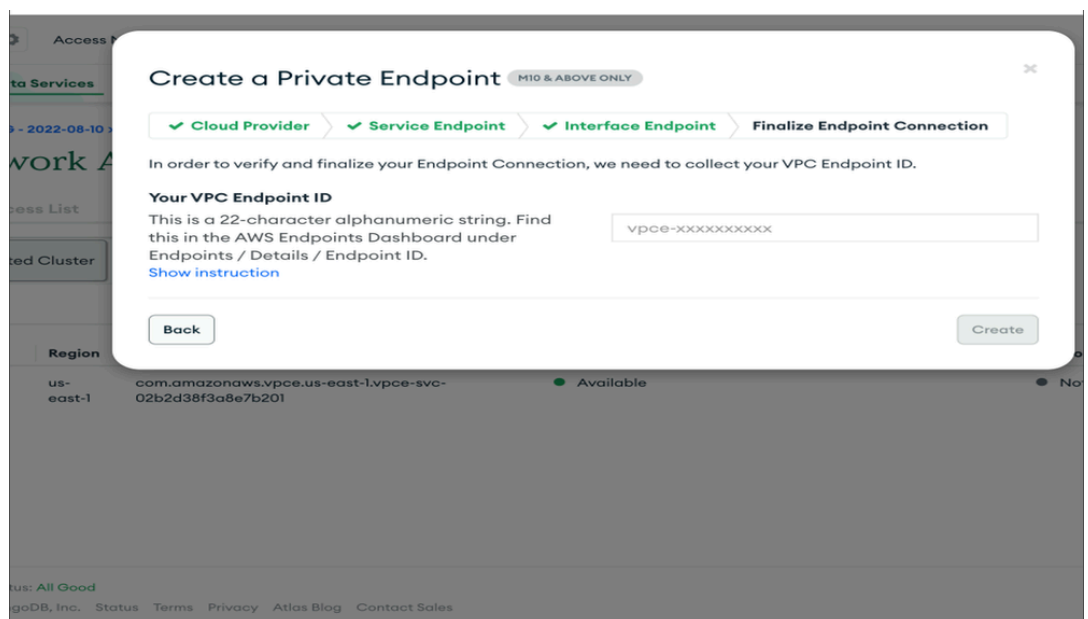 Access
Create a Private Endpoint M10 & ABOVE ONLY
ta Services
Cloud Provider Service Endpoint Interface Endpoint Finalize Endpoint Connection
- 2022-08-10
In order to verify and finalize your Endpoint Connection, we need to collect your VPC Endpoint ID.
work A
Your VPC Endpoint ID
cess List
This is a 22-character alphanumeric string. Find
this in the AWS Endpoints Dashboard under
Endpoints / Details / Endpoint ID.
vpce-xxxxxxxxxx
ted Cluster
Show instruction
Back
Create
Region
us-
east-1
com.amazonaws.vpce.us-east-1.vpce-svc-
02b2d38f3a8e7b201
Available
No
tus: All Good
goDB, Inc. Status Terms Privacy Atlas Blog Contact Sales